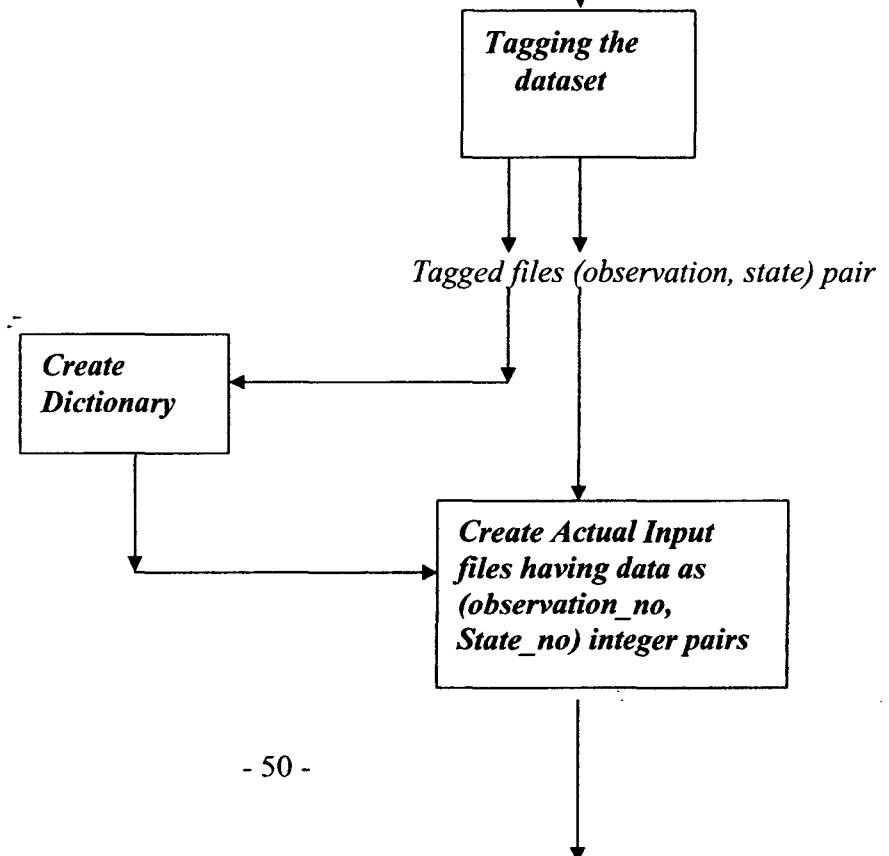 Tagging the
dataset
Tagged files (observation, state) pair
Create
Dictionary
Create Actual Input
files having data as
(observation_no,
State_no) integer pairs
- 50 -